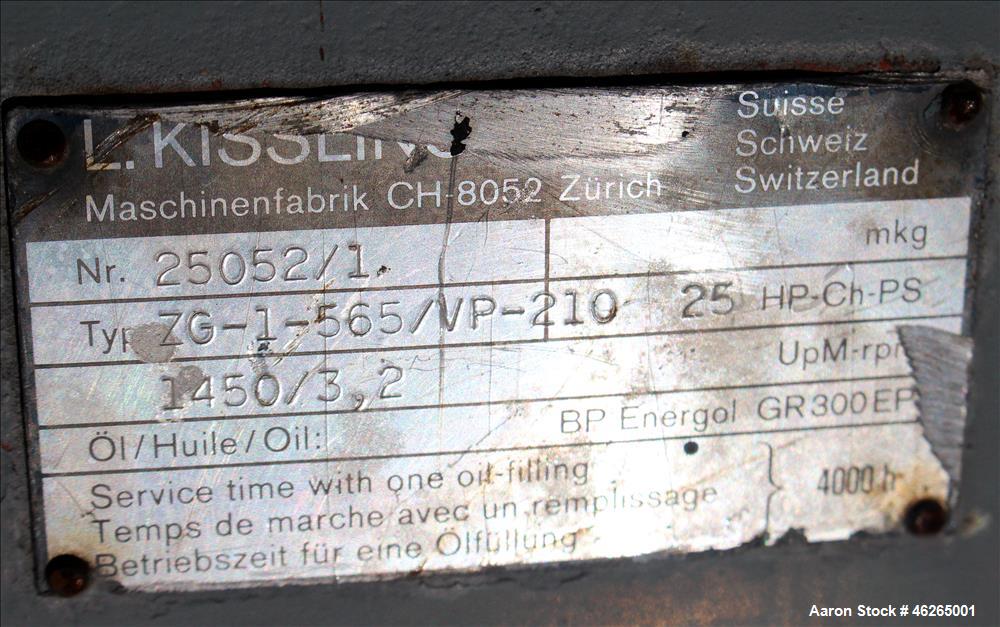 L. KISSLING
Suisse
Schweiz
Switzerland
Maschinenfabrik CH-8052 Zürich
Nr. 25052/1 mkg
Typ ZG-1-565/VP-210 25 HP-Ch-PS
1450/3,2 UpM-rpm
Öl/Huile/Oil: BP Energol GR300EP
Service time with one oil-filling
Temps de marche avec un remplissage } 4000 h
Betriebszeit für eine Ölfüllung
Aaron Stock # 46265001